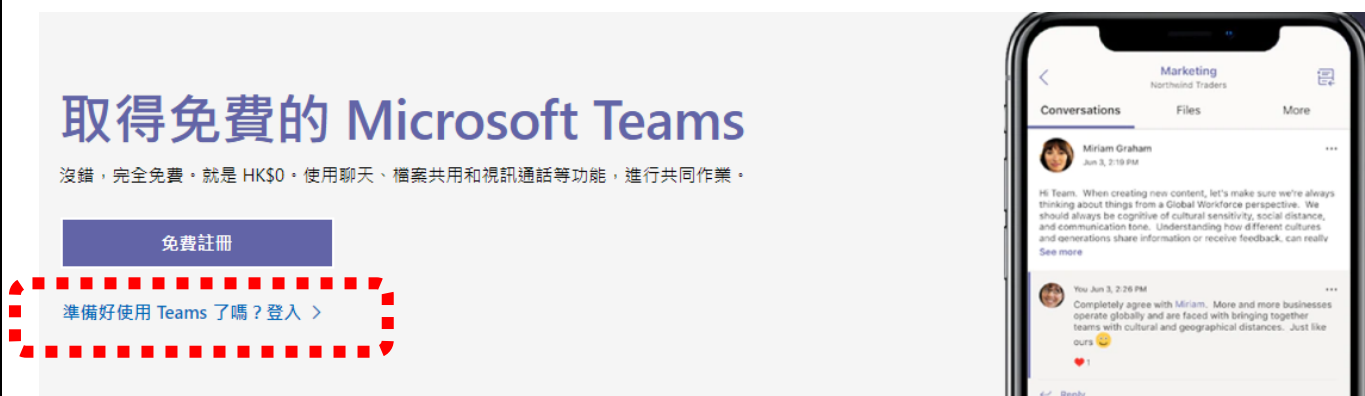 取得免費的 Microsoft Teams
沒錯，完全免費。就是 HK$0。使用聊天、檔案共用和視訊通話等功能，進行共同作業。
免費註冊
準備好使用 Teams 了嗎？登入 >
Marketing
Northwind Traders
Conversations Files More
Miriam Graham
Jun 3, 2:19 PM
Hi Team. When creating new content, let's make sure we're always
thinking about things from a Global Workforce perspective. We
should always be cognitive of cultural sensitivity, social distance,
and communication tone. Understanding how different cultures
and generations share information or receive feedback, can really
See more
You Jun 3, 2:26 PM
Completely agree with Miriam. More and more businesses
operate globally and are faced with bringing together
teams with cultural and geographical distances. Just like
ours 😊
❤️ 1
Reply